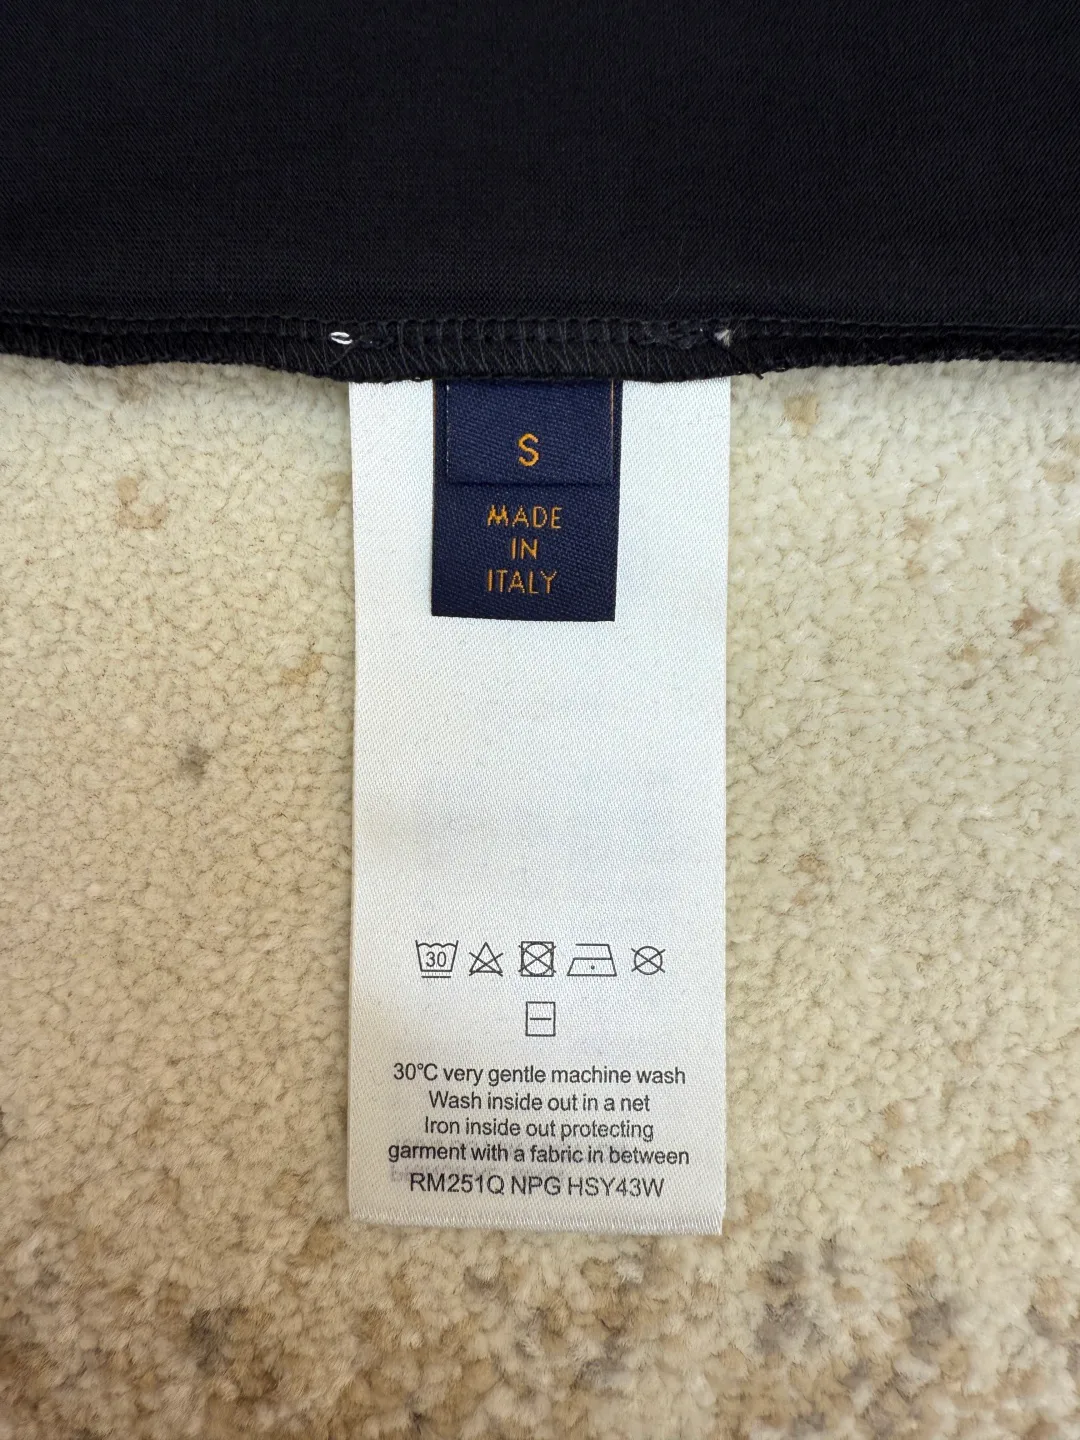 S
MADE
IN
ITALY
30
30°C very gentle machine wash
Wash inside out in a net
Iron inside out protecting
garment with a fabric in between
RM251Q NPG HSY43W